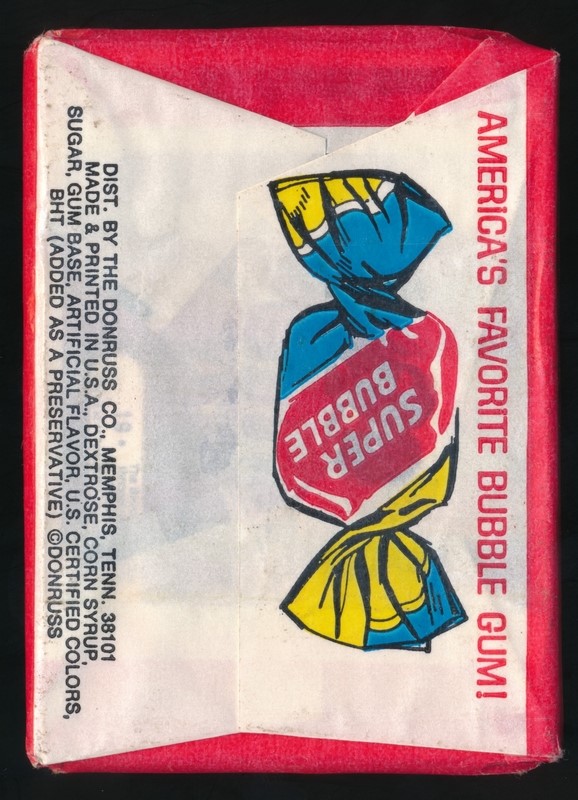 AMERICA'S FAVORITE BUBBLE GUM!
SUPER
BUBBLE
DIST. BY THE DONRUSS CO., MEMPHIS, TENN. 38101
MADE & PRINTED IN U.S.A., DEXTROSE, CORN SYRUP,
SUGAR, GUM BASE, ARTIFICIAL FLAVOR, U.S. CERTIFIED COLORS,
BHT (ADDED AS A PRESERVATIVE) ©DONRUSS